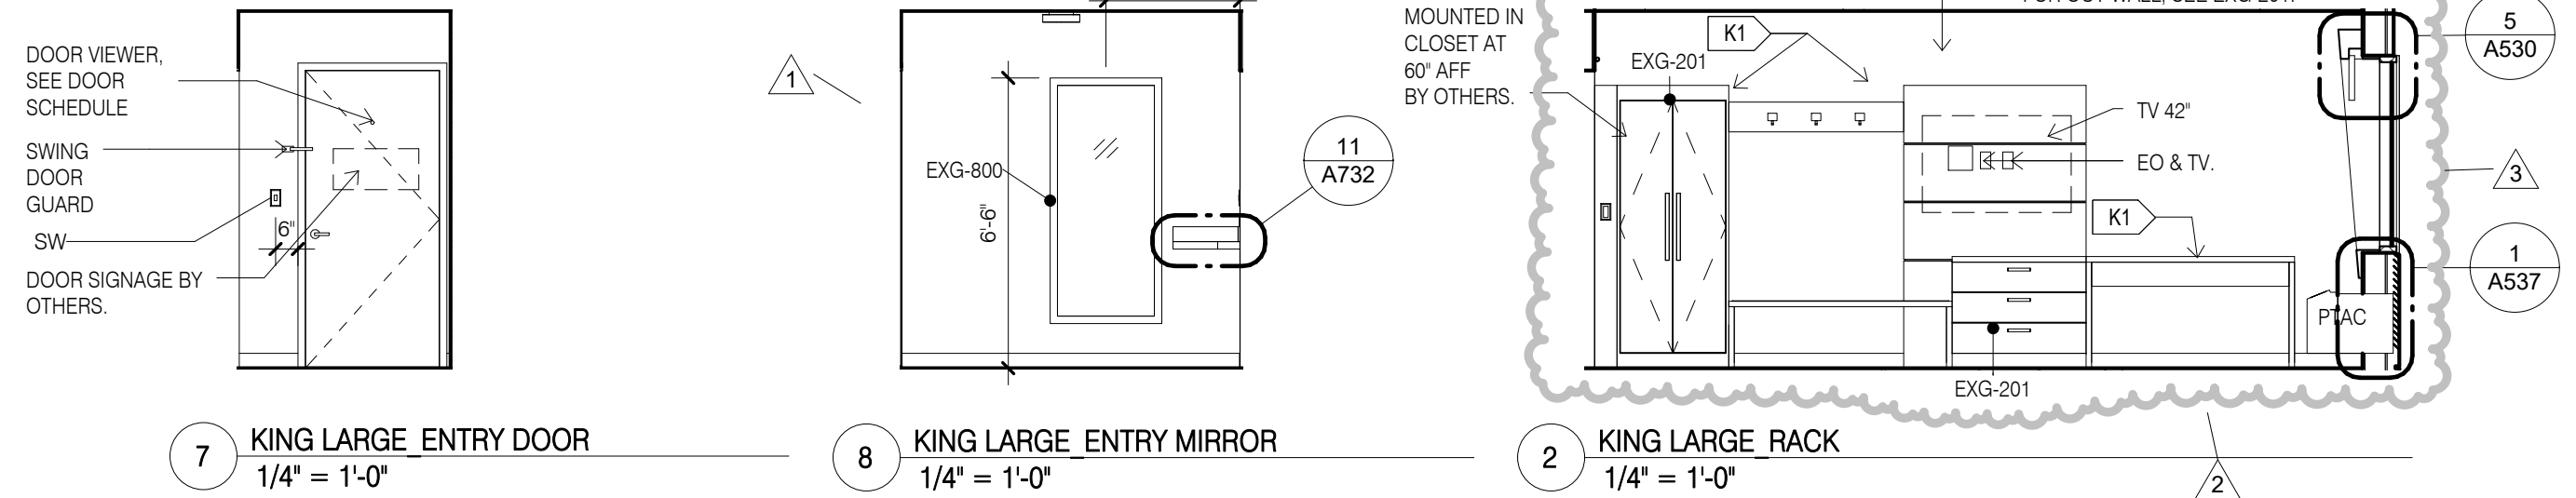 DOOR VIEWER,
SEE DOOR
SCHEDULE
SWING
DOOR
GUARD
SW
6"
DOOR SIGNAGE BY
OTHERS.
7
KING LARGE_ENTRY DOOR
1/4" = 1'-0"
1
EXG-800
6'-6"
11
A732
8
KING LARGE_ENTRY MIRROR
1/4" = 1'-0"
MOUNTED IN
CLOSET AT
60" AFF
BY OTHERS.
K1
EXG-201
TV 42"
EO & TV.
K1
PTAC
EXG-201
5
A530
3
1
A537
2
KING LARGE_RACK
1/4" = 1'-0"
2